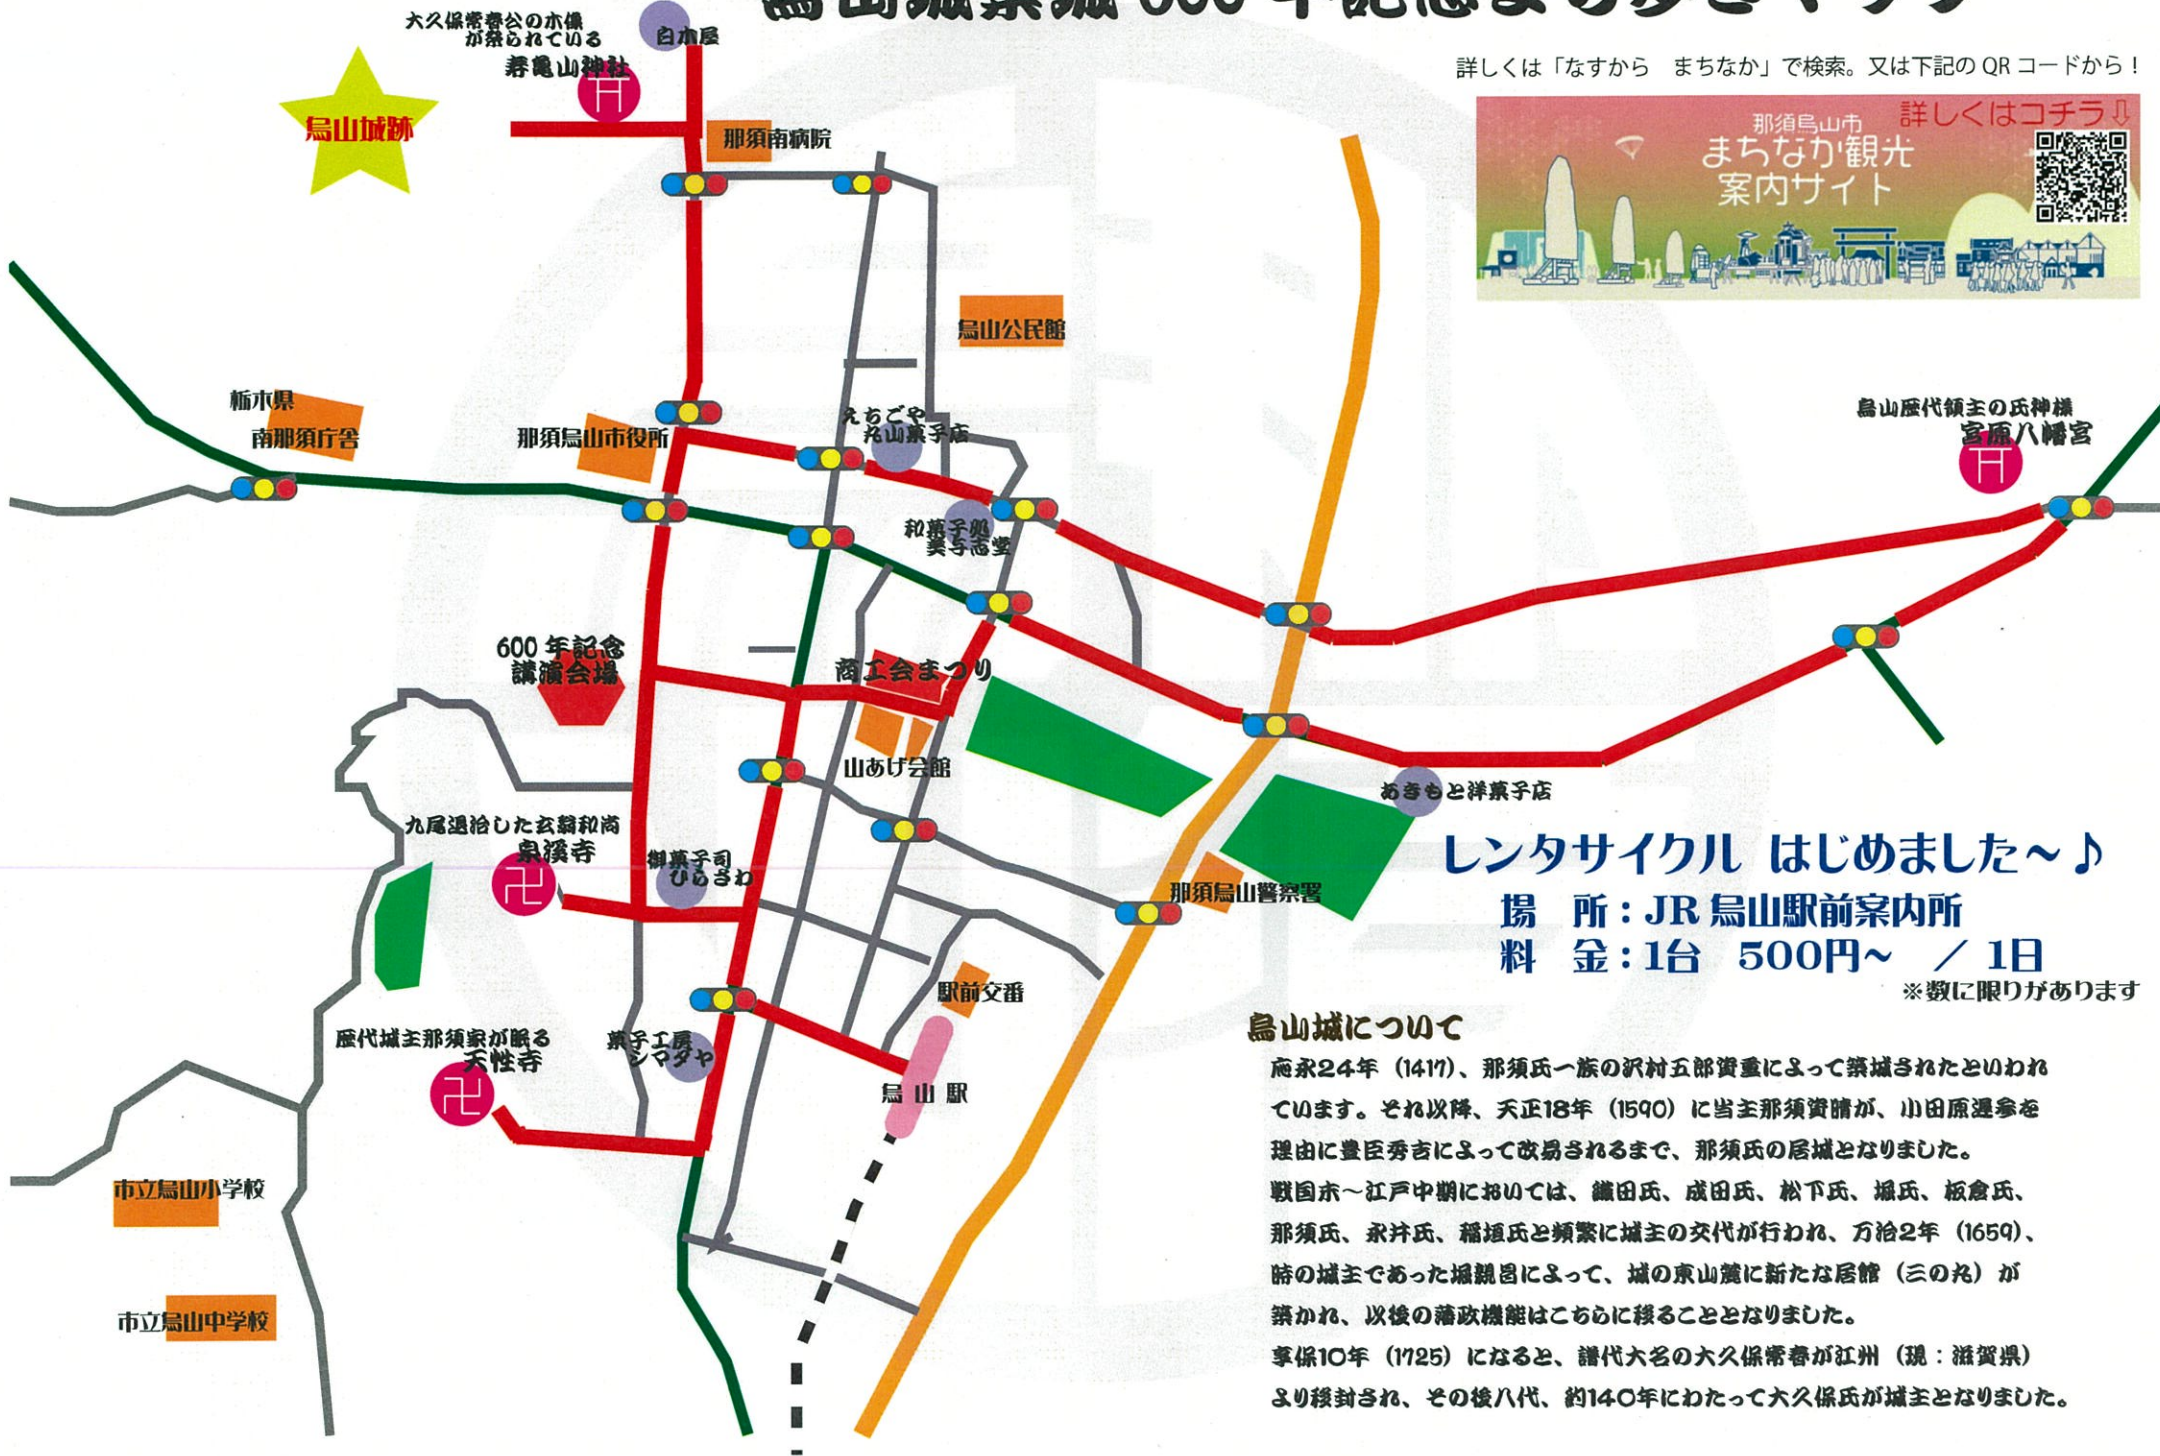 烏山城築城 600 年記念まち歩きマップ
大久保常春公の木像
が祭られている
寿亀山神社
白木屋
烏山城跡
那須南病院
詳しくは「なすから　まちなか」で検索。又は下記の QR コードから！
詳しくはコチラ⇩
那須烏山市
まちなか観光
案内サイト
烏山公民館
栃木県
南那須庁舎
那須烏山市役所
えちごや
丸山菓子店
烏山歴代領主の氏神様
宮原八幡宮
和菓子処
美与志堂
600 年記念
講演会場
商工会まつり
山あげ会館
あきもと洋菓子店
九尾退治した玄翁和尚
泉溪寺
御菓子司
ひらさわ
那須烏山警察署
レンタサイクル はじめました～♪
場　所：JR 烏山駅前案内所
料　金：1台　500円～　／ 1日
※数に限りがあります
駅前交番
歴代城主那須家が眠る
天性寺
菓子工房
シマダヤ
烏 山 駅
市立烏山小学校
市立烏山中学校
烏山城について
応永24年（1417）、那須氏一族の沢村五郎資重によって築城されたといわれ
ています。それ以降、天正18年（1590）に当主那須資晴が、小田原遅参を
理由に豊臣秀吉によって改易されるまで、那須氏の居城となりました。
戦国末～江戸中期においては、織田氏、成田氏、松下氏、堀氏、板倉氏、
那須氏、永井氏、稲垣氏と頻繁に城主の交代が行われ、万治2年（1659）、
時の城主であった堀親昌によって、城の東山麓に新たな居館（三の丸）が
築かれ、以後の藩政機能はこちらに移ることとなりました。
享保10年（1725）になると、譜代大名の大久保常春が江州（現：滋賀県）
より移封され、その後八代、約140年にわたって大久保氏が城主となりました。